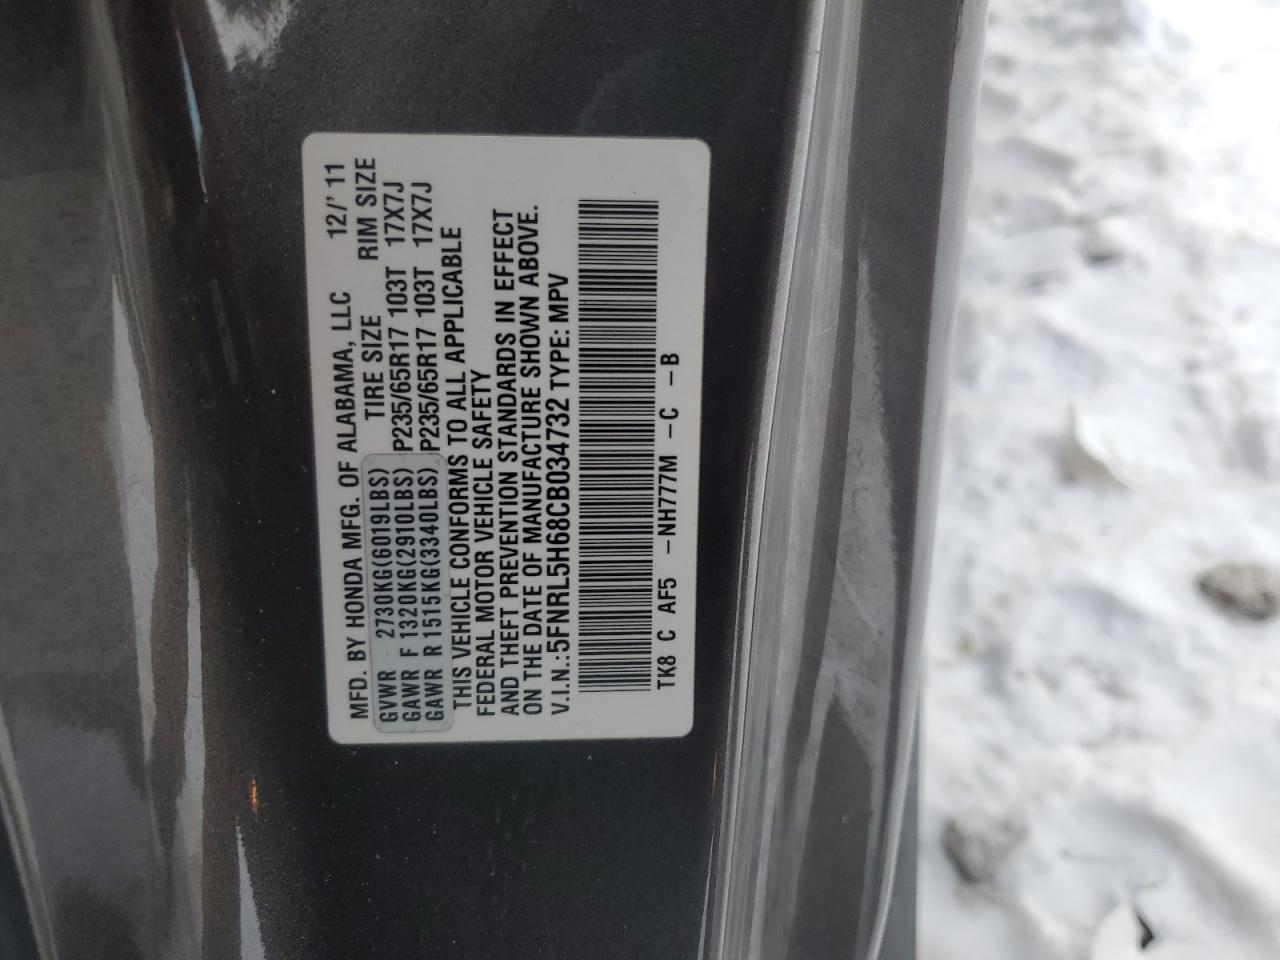 MFD. BY HONDA MFG. OF ALABAMA, LLC 12/' 11
TIRE SIZE RIM SIZE
GVWR 2730KG(6019LBS)
GAWR F 1320KG(2910LBS) P235/65R17 103T 17X7J
GAWR R 1515KG(3340LBS) P235/65R17 103T 17X7J
THIS VEHICLE CONFORMS TO ALL APPLICABLE
FEDERAL MOTOR VEHICLE SAFETY
AND THEFT PREVENTION STANDARDS IN EFFECT
ON THE DATE OF MANUFACTURE SHOWN ABOVE.
V.I.N.:5FNRL5H68CB034732 TYPE: MPV
TK8 C AF5 -NH777M -C -B